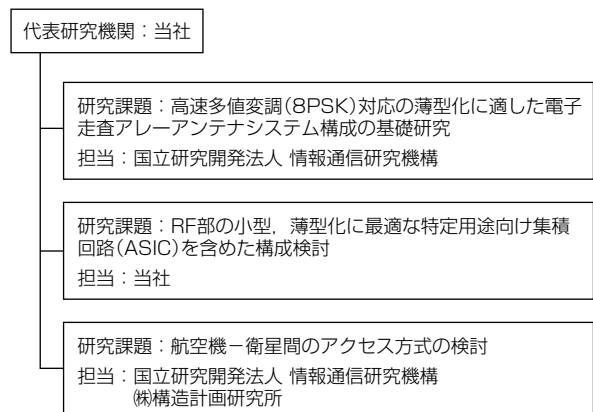 代表研究機関：当社
研究課題：高速多値変調(8PSK)対応の薄型化に適した電子
走査アレーアンテナシステム構成の基礎研究
担当：国立研究開発法人 情報通信研究機構
研究課題：RF部の小型，薄型化に最適な特定用途向け集積
回路(ASIC)を含めた構成検討
担当：当社
研究課題：航空機－衛星間のアクセス方式の検討
担当：国立研究開発法人 情報通信研究機構
㈱構造計画研究所